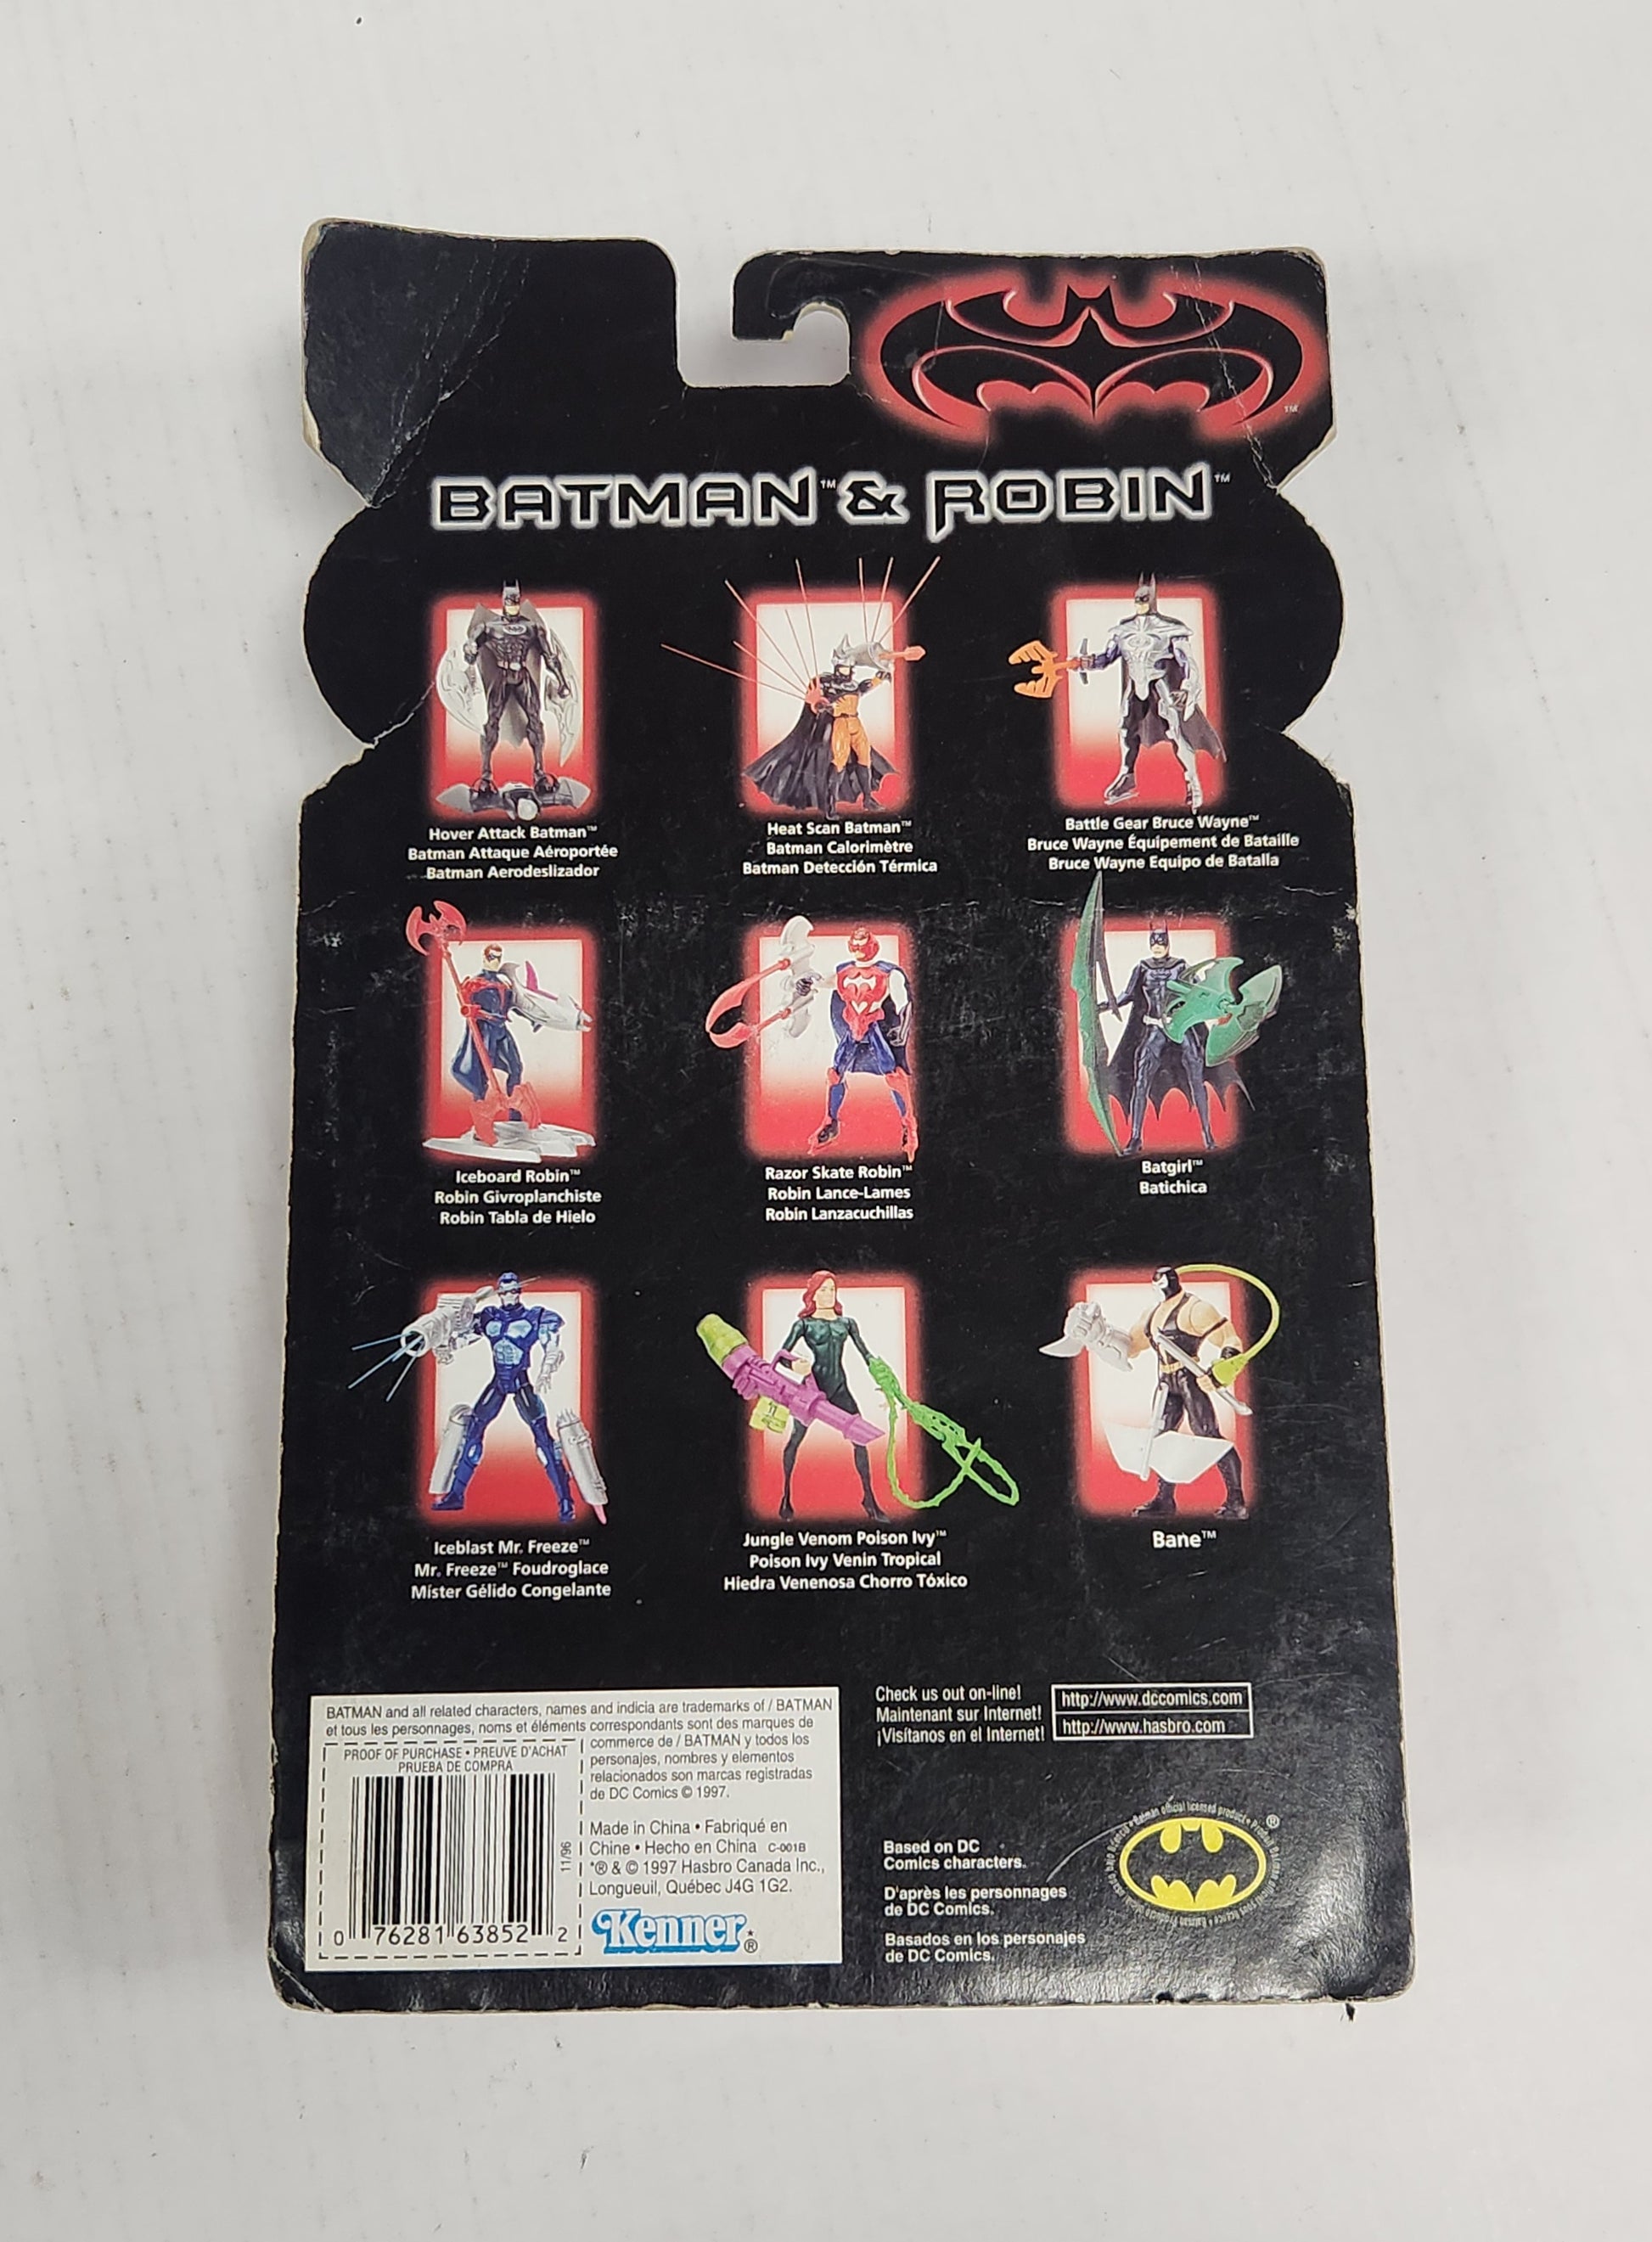 BATMAN™ & ROBIN™
TM
Hover Attack Batman™
Batman Attaque Aéroportée
Batman Aerodeslizador
Heat Scan Batman™
Batman Calorimètre
Batman Detección Térmica
Battle Gear Bruce Wayne™
Bruce Wayne Équipement de Bataille
Bruce Wayne Equipo de Batalla
Iceboard Robin™
Robin Givroplanchiste
Robin Tabla de Hielo
Razor Skate Robin™
Robin Lance-Lames
Robin Lanzacuchillas
Batgirl™
Batichica
Iceblast Mr. Freeze™
Mr. Freeze™ Foudroglace
Míster Gélido Congelante
Jungle Venom Poison Ivy™
Poison Ivy Venin Tropical
Hiedra Venenosa Chorro Tóxico
Bane™
BATMAN and all related characters, names and indicia are trademarks of / BATMAN
et tous les personnages, noms et éléments correspondants sont des marques de
commerce de / BATMAN y todos los
personajes, nombres y elementos
relacionados son marcas registradas
de DC Comics © 1997.
PROOF OF PURCHASE • PREUVE D'ACHAT
PRUEBA DE COMPRA
0 76281 63852 2
11/96
Made in China • Fabriqué en
Chine • Hecho en China C-001B
*® & © 1997 Hasbro Canada Inc.,
Longueuil, Québec J4G 1G2.
Kenner*®
Check us out on-line!
Maintenant sur Internet!
¡Visítanos en el Internet!
http://www.dccomics.com
http://www.hasbro.com
Based on DC
Comics characters.
D'après les personnages
de DC Comics.
Basados en los personajes
de DC Comics.
Batman official licensed product •
®